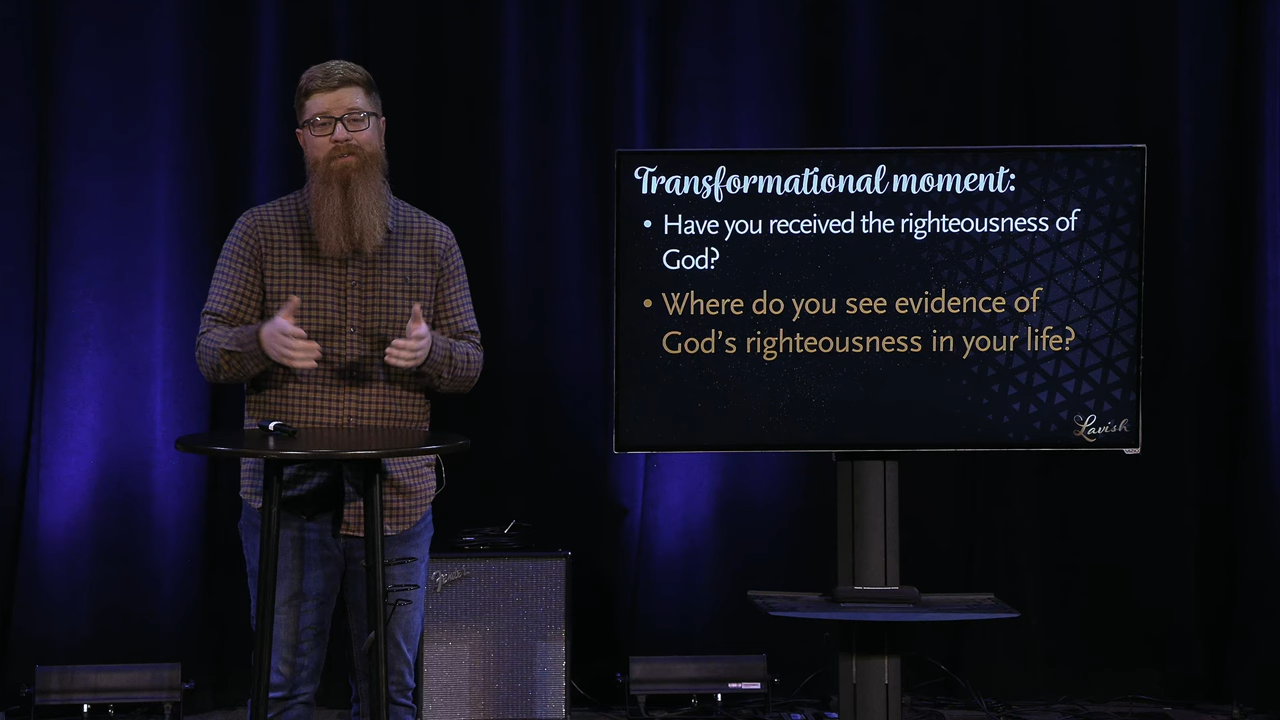 Transformational moment:
• Have you received the righteousness of
God?
• Where do you see evidence of
God's righteousness in your life?
Lavish
Fender